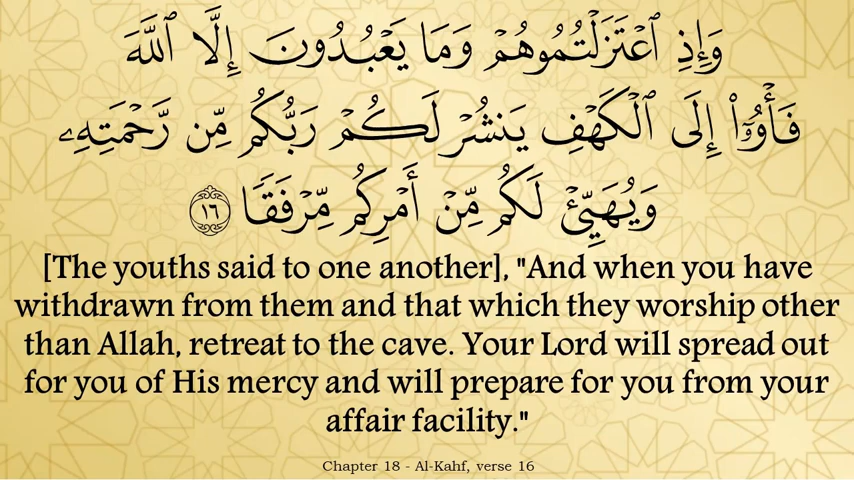 وَإِذِ ٱعْتَزَلْتُمُوهُمْ وَمَا يَعْبُدُونَ إِلَّا ٱللَّهَ
فَأْوُۥٓا۟ إِلَى ٱلْكَهْفِ يَنشُرْ لَكُمْ رَبُّكُم مِّن رَّحْمَتِهِۦ
وَيُهَيِّئْ لَكُم مِّنْ أَمْرِكُم مِّرْفَقًا ١٦
[The youths said to one another], "And when you have
withdrawn from them and that which they worship other
than Allah, retreat to the cave. Your Lord will spread out
for you of His mercy and will prepare for you from your
affair facility."
Chapter 18 - Al-Kahf, verse 16